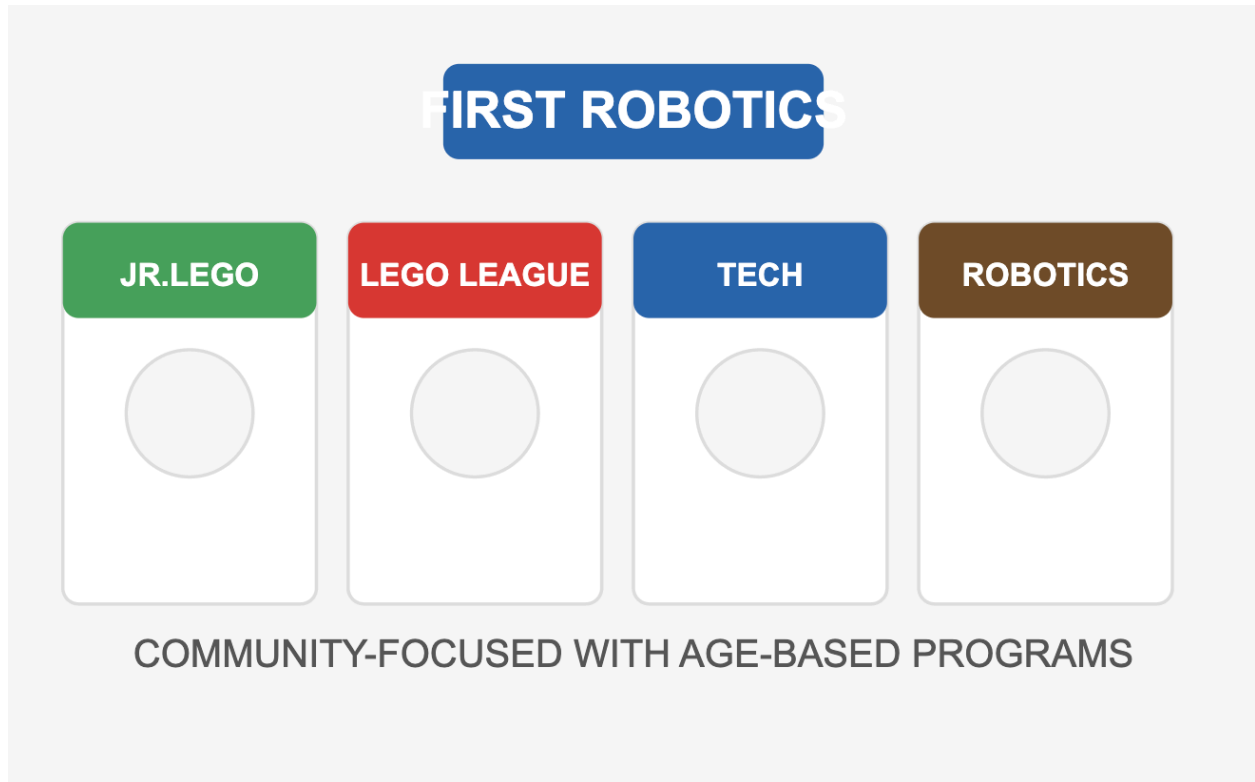 FIRST ROBOTICS
JR.LEGO
LEGO LEAGUE
TECH
ROBOTICS
COMMUNITY-FOCUSED WITH AGE-BASED PROGRAMS